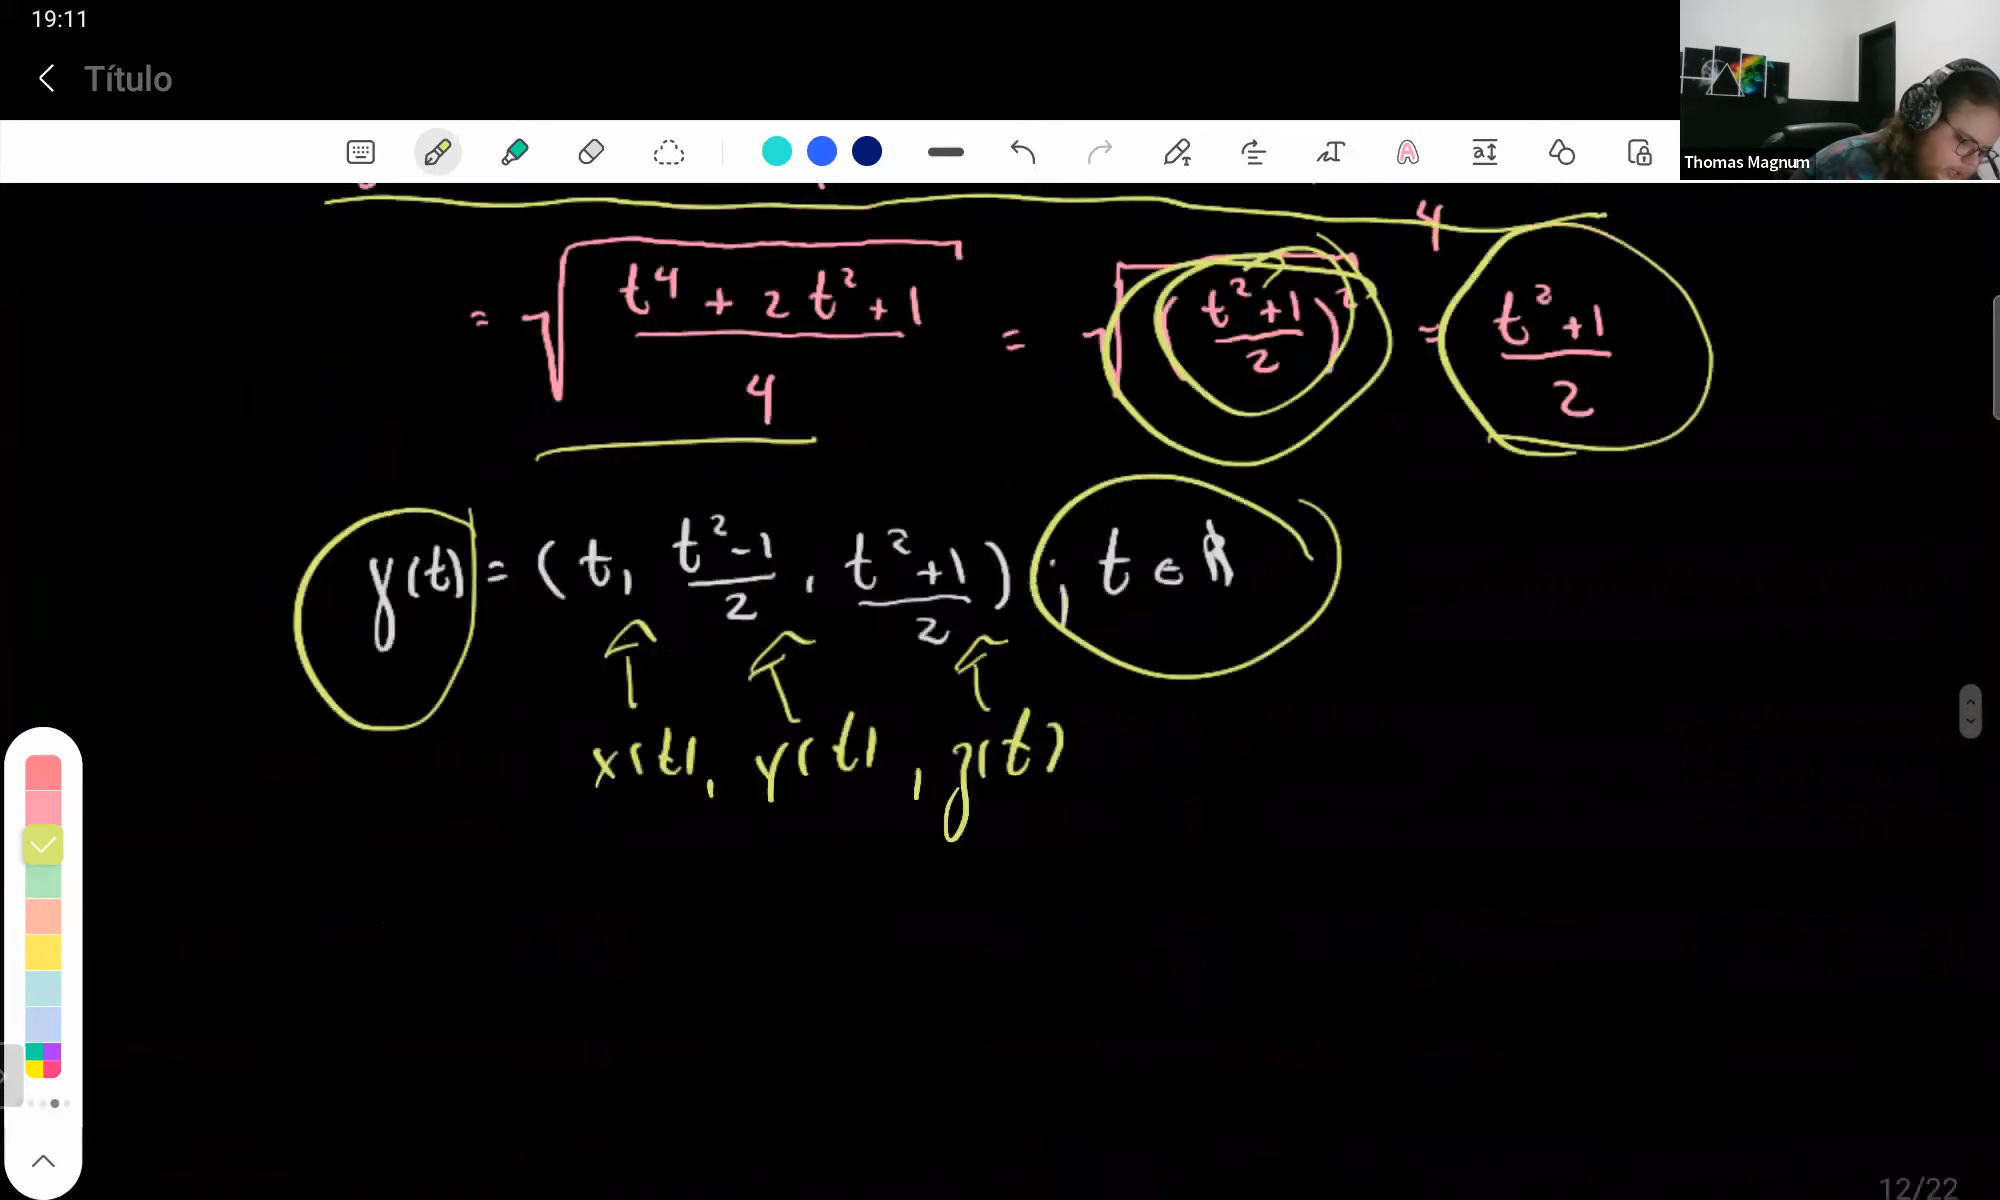 19:11
Título
Thomas Magnum
4
= √((t⁴ + 2t² + 1)/4) = √(((t² + 1)/2)²) = (t² + 1)/2
γ(t) = (t, (t² - 1)/2, (t² + 1)/2) ; t ∈ ℝ
x(t), y(t), z(t)
12/22